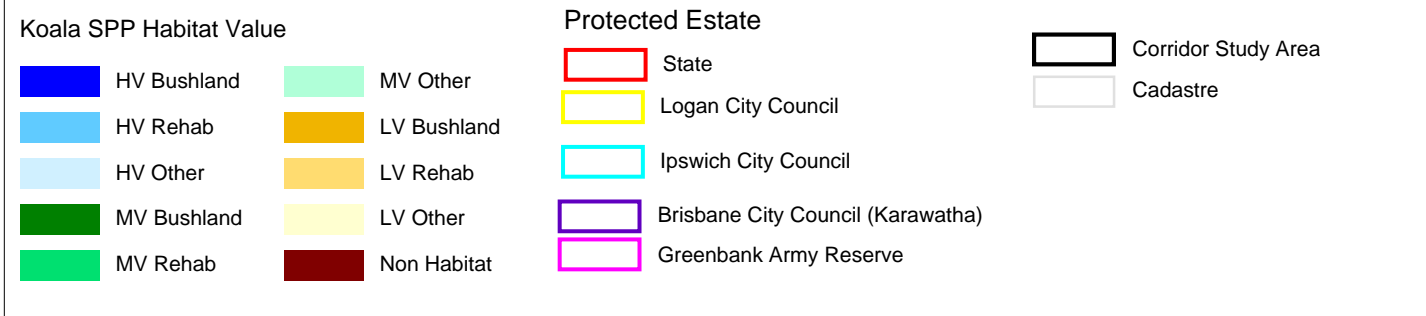 Koala SPP Habitat Value
HV Bushland
HV Rehab
HV Other
MV Bushland
MV Rehab
MV Other
LV Bushland
LV Rehab
LV Other
Non Habitat
Protected Estate
State
Logan City Council
Ipswich City Council
Brisbane City Council (Karawatha)
Greenbank Army Reserve
Corridor Study Area
Cadastre